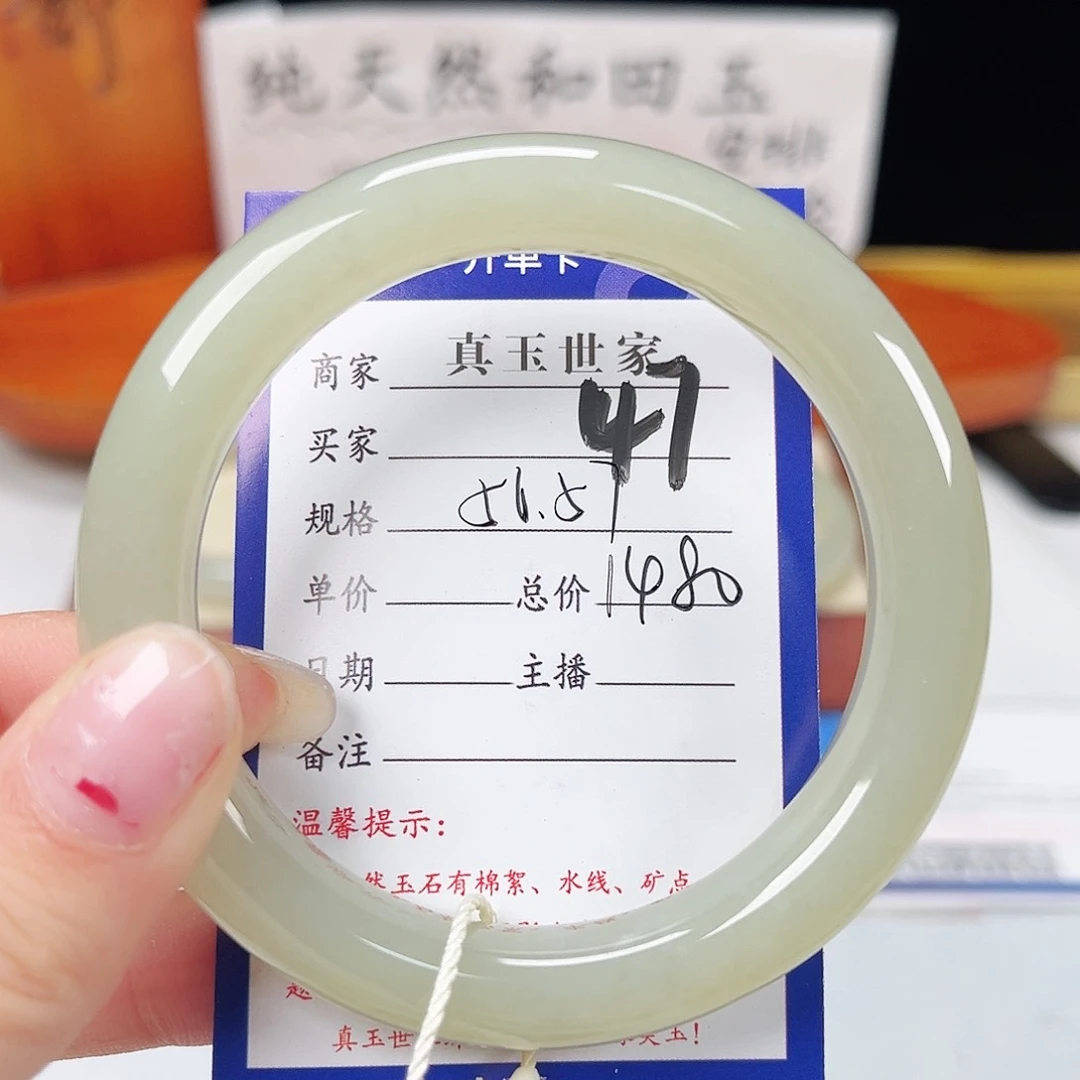 纯天然和田玉
开单卡
商家 真玉世家
47
买家
规格 56.5
单价 总价 1480
日期 主播
备注
温馨提示:
然玉石有棉絮、水线、矿点
真玉世